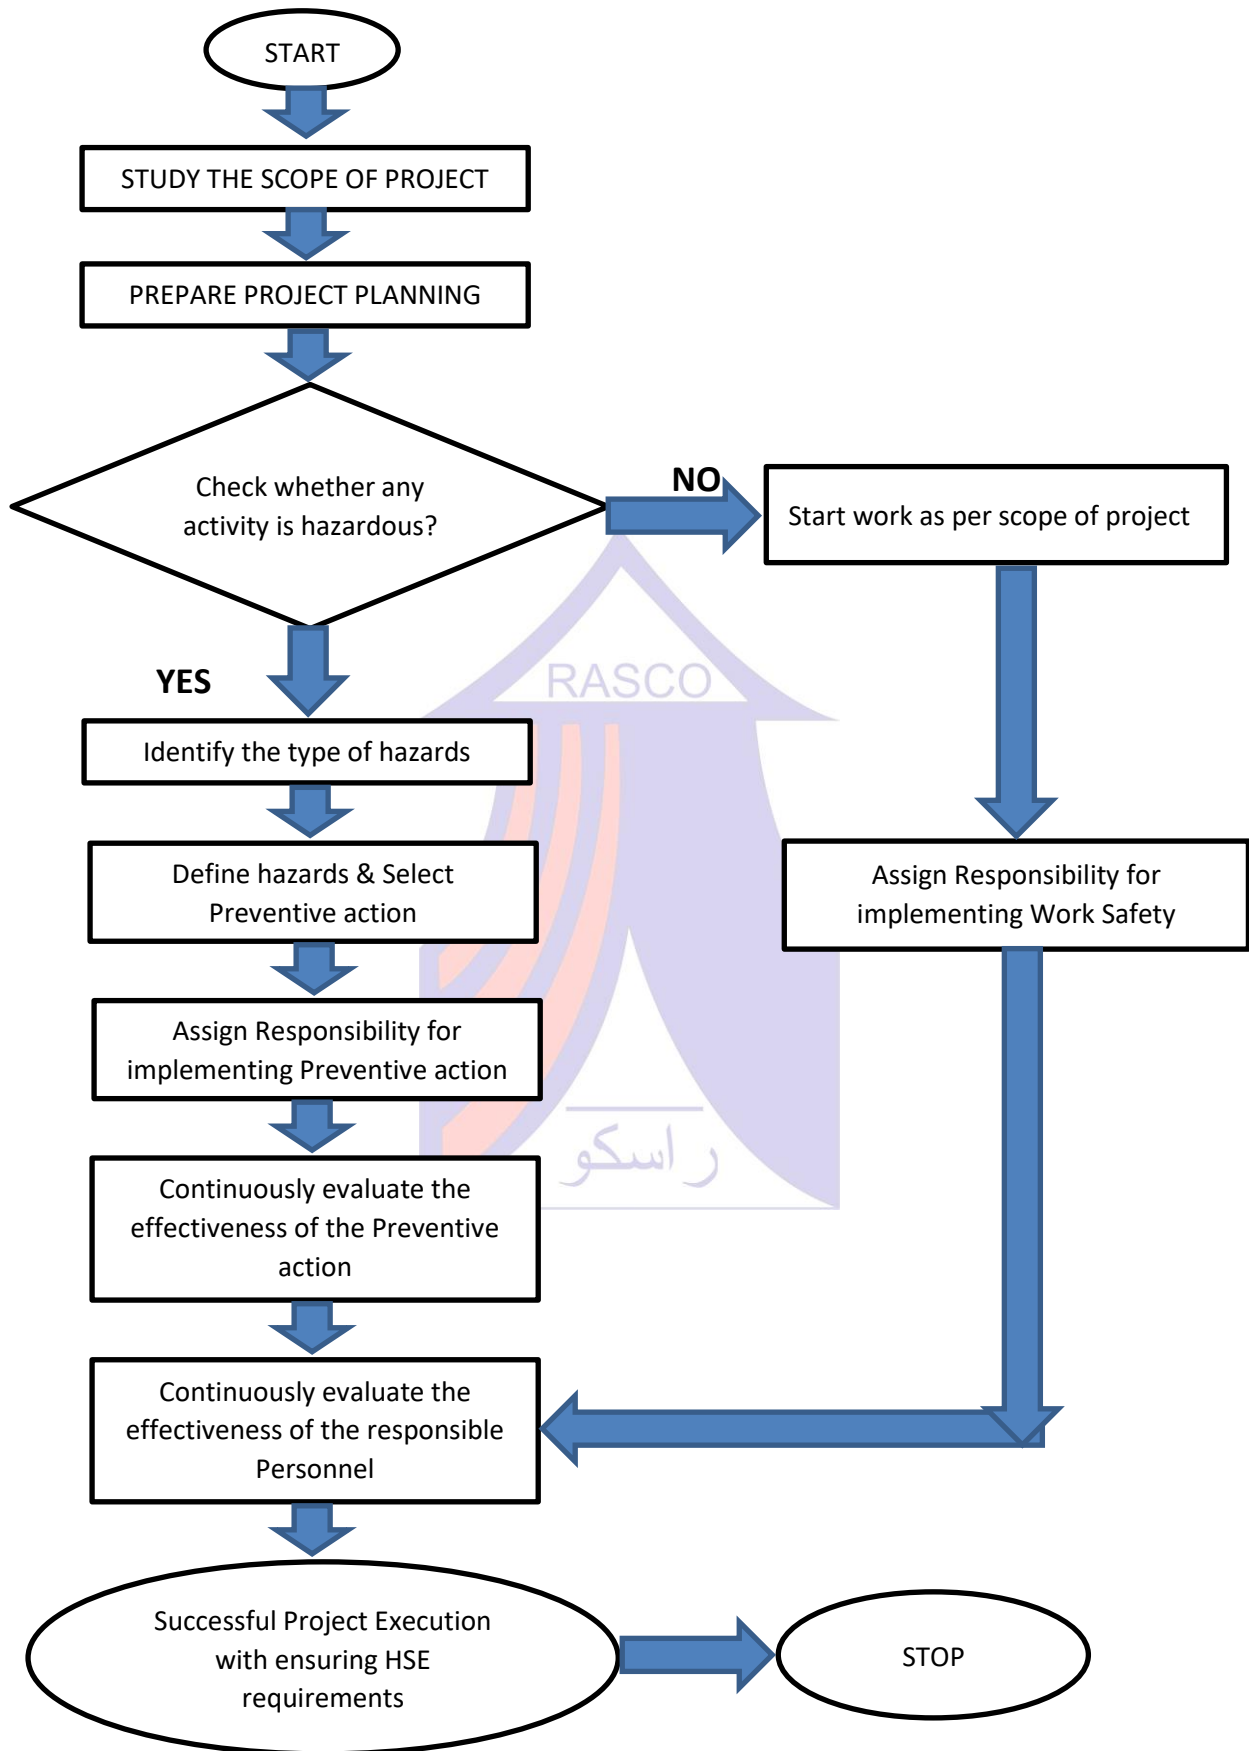 START
STUDY THE SCOPE OF PROJECT
PREPARE PROJECT PLANNING
Check whether any
activity is hazardous?
NO
Start work as per scope of project
YES
RASCO
Identify the type of hazards
Define hazards & Select
Preventive action
Assign Responsibility for
implementing Work Safety
Assign Responsibility for
implementing Preventive action
راسكو
Continuously evaluate the
effectiveness of the Preventive
action
Continuously evaluate the
effectiveness of the responsible
Personnel
Successful Project Execution
with ensuring HSE
requirements
STOP